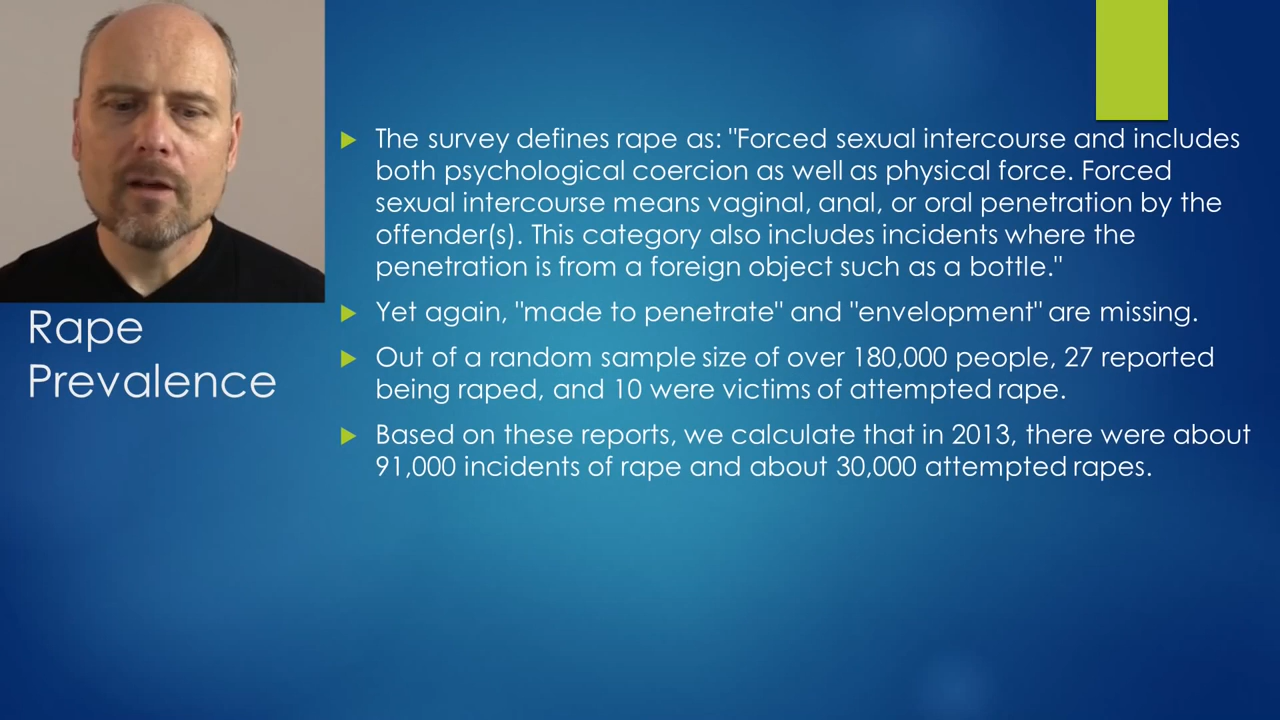 Rape
Prevalence
The survey defines rape as: "Forced sexual intercourse and includes
both psychological coercion as well as physical force. Forced
sexual intercourse means vaginal, anal, or oral penetration by the
offender(s). This category also includes incidents where the
penetration is from a foreign object such as a bottle."
Yet again, "made to penetrate" and "envelopment" are missing.
Out of a random sample size of over 180,000 people, 27 reported
being raped, and 10 were victims of attempted rape.
Based on these reports, we calculate that in 2013, there were about
91,000 incidents of rape and about 30,000 attempted rapes.